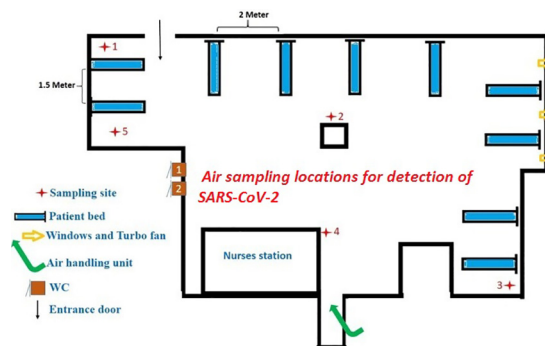 2 Meter
1
1.5 Meter
2
5
1
2
Air sampling locations for detection of
SARS-CoV-2
Sampling site
Patient bed
Windows and Turbo fan
Air handling unit
WC
Entrance door
4
Nurses station
3